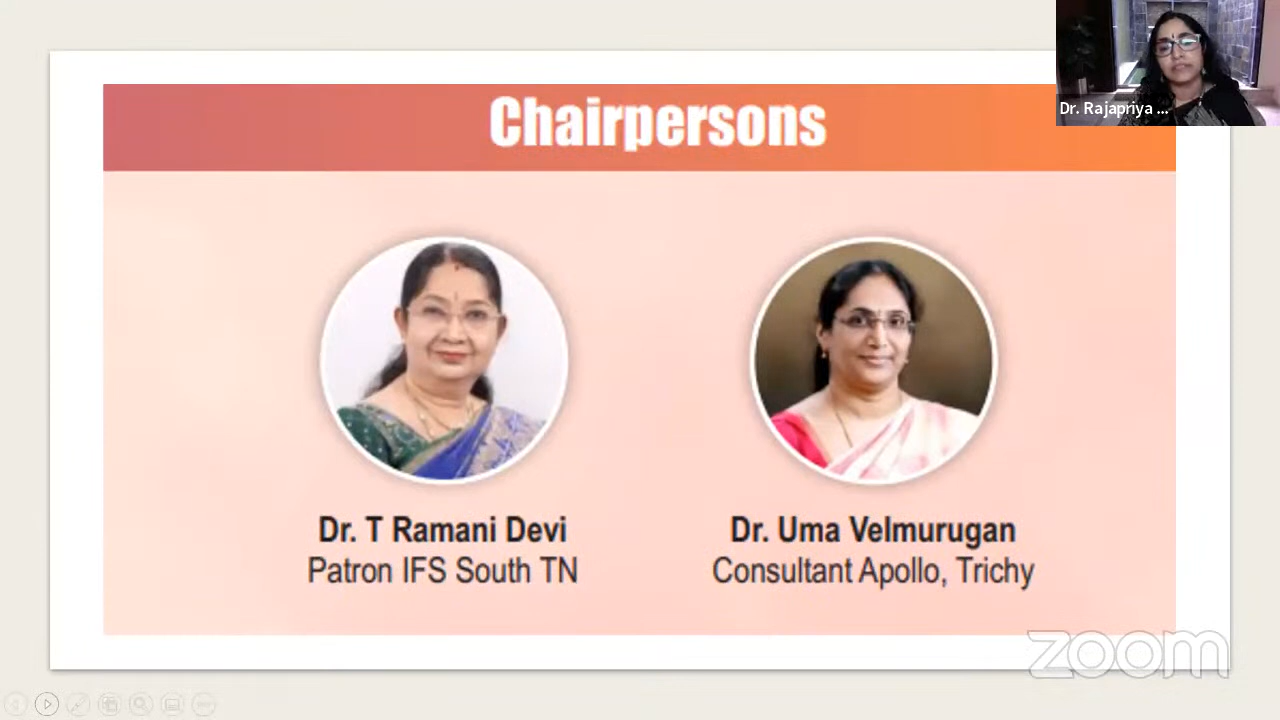 Chairpersons
Dr. Rajapriya ...
Dr. T Ramani Devi
Patron IFS South TN
Dr. Uma Velmurugan
Consultant Apollo, Trichy
zoom